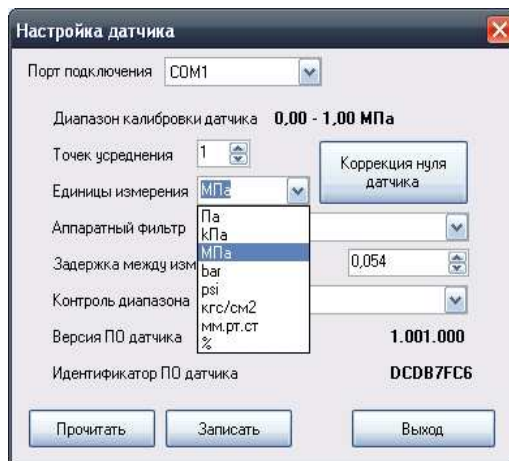 Настройка датчика
Порт подключения COM1
Диапазон калибровки датчика 0,00 - 1,00 МПа
Точек усреднения 1
Коррекция нуля
датчика
Единицы измерения МПа
Па
кПа
МПа
bar
psi
кгс/см2
мм.рт.ст
%
Аппаратный фильтр
Задержка между изм 0,054
Контроль диапазона
Версия ПО датчика 1.001.000
Идентификатор ПО датчика DCDB7FC6
Прочитать Записать Выход